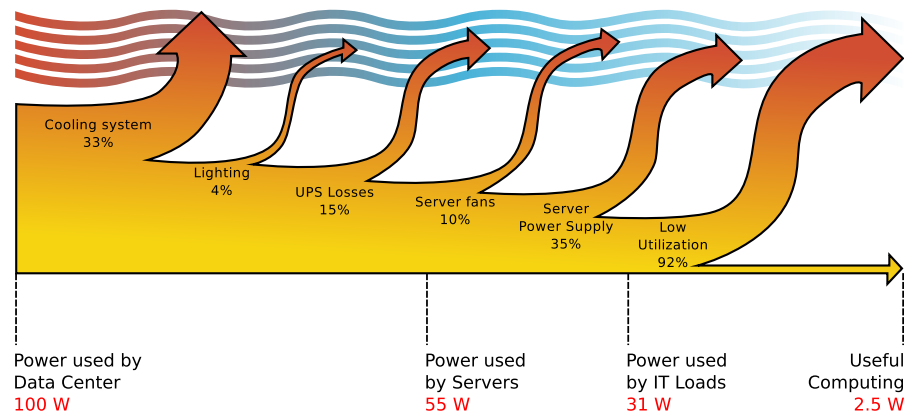 Cooling system
33%
Lighting
4%
UPS Losses
15%
Server fans
10%
Server
Power Supply
35%
Low
Utilization
92%
Power used by
Data Center
100 W
Power used
by Servers
55 W
Power used
by IT Loads
31 W
Useful
Computing
2.5 W